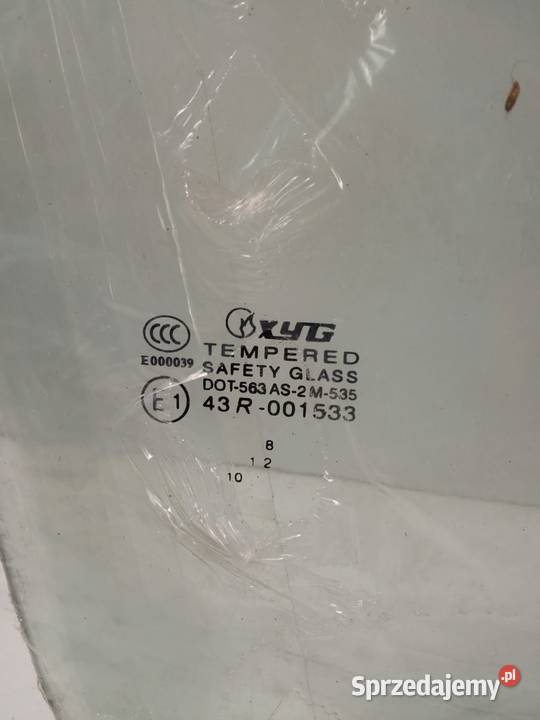 CCC
XYG
E000039
TEMPERED
SAFETY GLASS
DOT-563 AS-2 M-535
E1
43R-001533
8
1 2
10
Sprzedajemy.pl